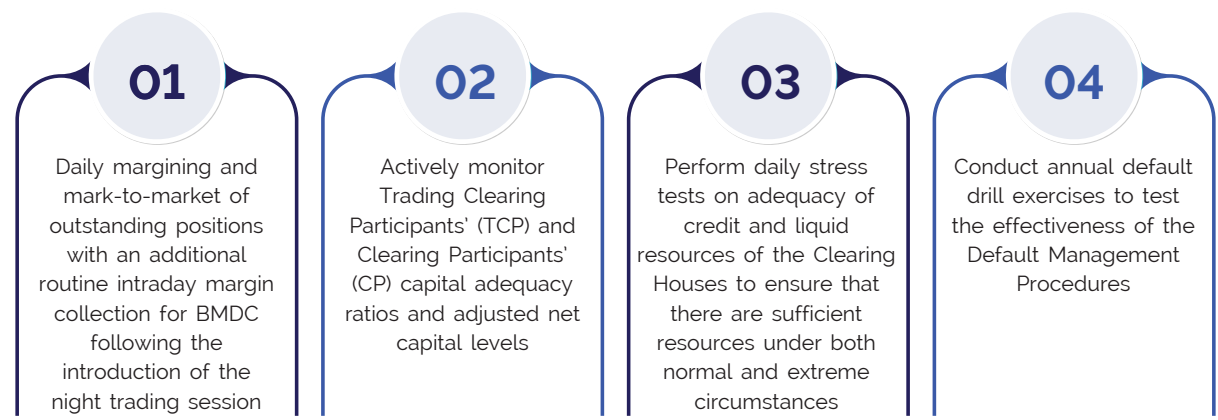 01
Daily margining and
mark-to-market of
outstanding positions
with an additional
routine intraday margin
collection for BMDC
following the
introduction of the
night trading session
02
Actively monitor
Trading Clearing
Participants' (TCP) and
Clearing Participants'
(CP) capital adequacy
ratios and adjusted net
capital levels
03
Perform daily stress
tests on adequacy of
credit and liquid
resources of the Clearing
Houses to ensure that
there are sufficient
resources under both
normal and extreme
circumstances
04
Conduct annual default
drill exercises to test
the effectiveness of the
Default Management
Procedures